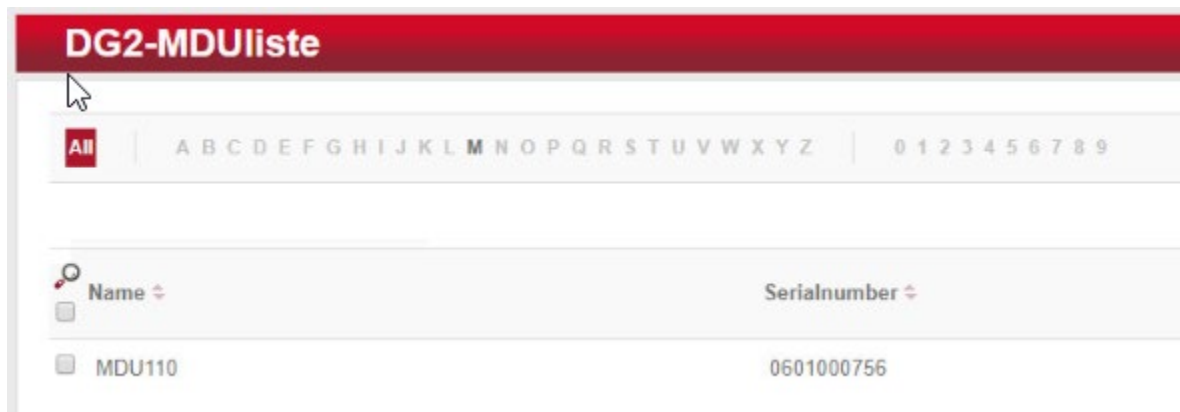 DG2-MDUliste
All A B C D E F G H I J K L M N O P Q R S T U V W X Y Z 0 1 2 3 4 5 6 7 8 9
Name Serialnumber
MDU110 0601000756